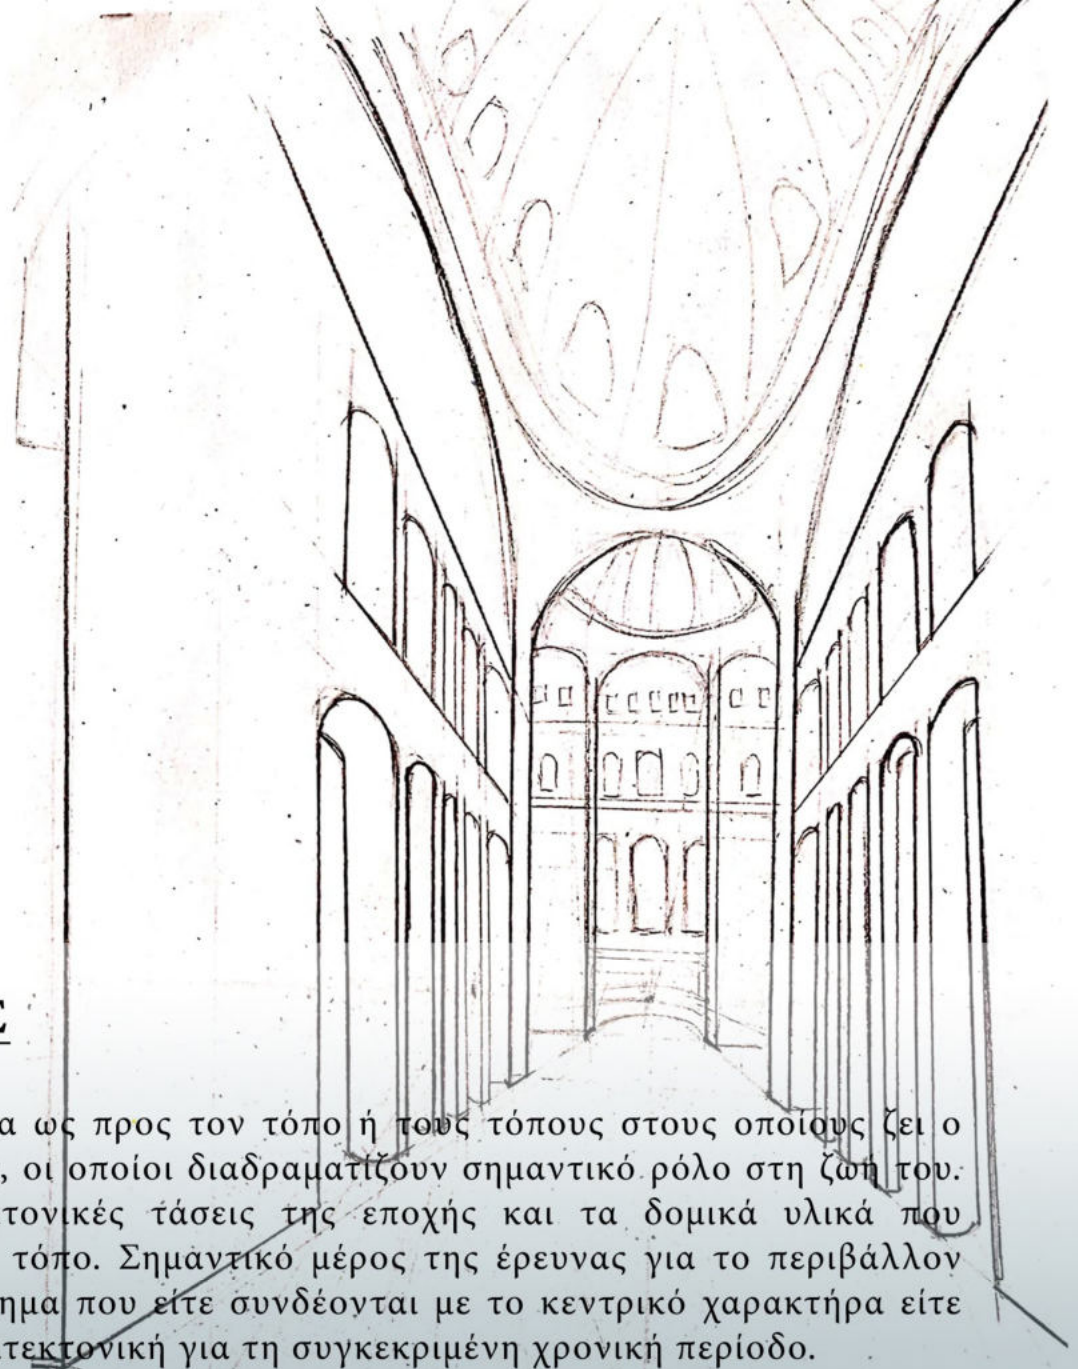 Σ
α ως προς τον τόπο ή τους τόπους στους οποίους ζει ο
, οι οποίοι διαδραματίζουν σημαντικό ρόλο στη ζωή του.
τονικές τάσεις της εποχής και τα δομικά υλικά που
τόπο. Σημαντικό μέρος της έρευνας για το περιβάλλον
ημα που είτε συνδέονται με το κεντρικό χαρακτήρα είτε
ιτεκτονική για τη συγκεκριμένη χρονική περίοδο.